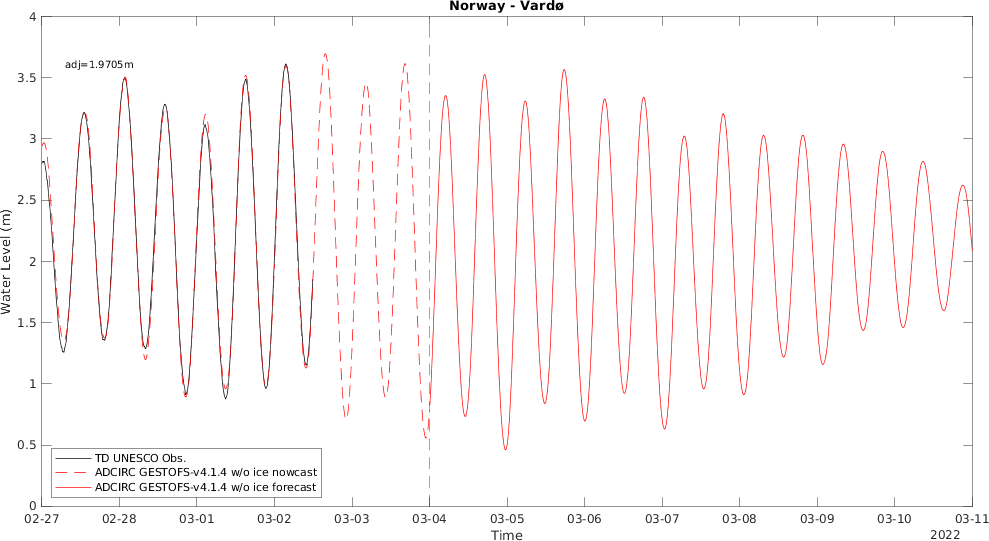 Norway - Vardø
adj=1.9705m
Water Level (m)
4
3.5
3
2.5
2
1.5
1
0.5
0
TD UNESCO Obs.
ADCIRC GESTOFS-v4.1.4 w/o ice nowcast
ADCIRC GESTOFS-v4.1.4 w/o ice forecast
02-27 02-28 03-01 03-02 03-03 03-04 03-05 03-06 03-07 03-08 03-09 03-10 03-11
Time
2022